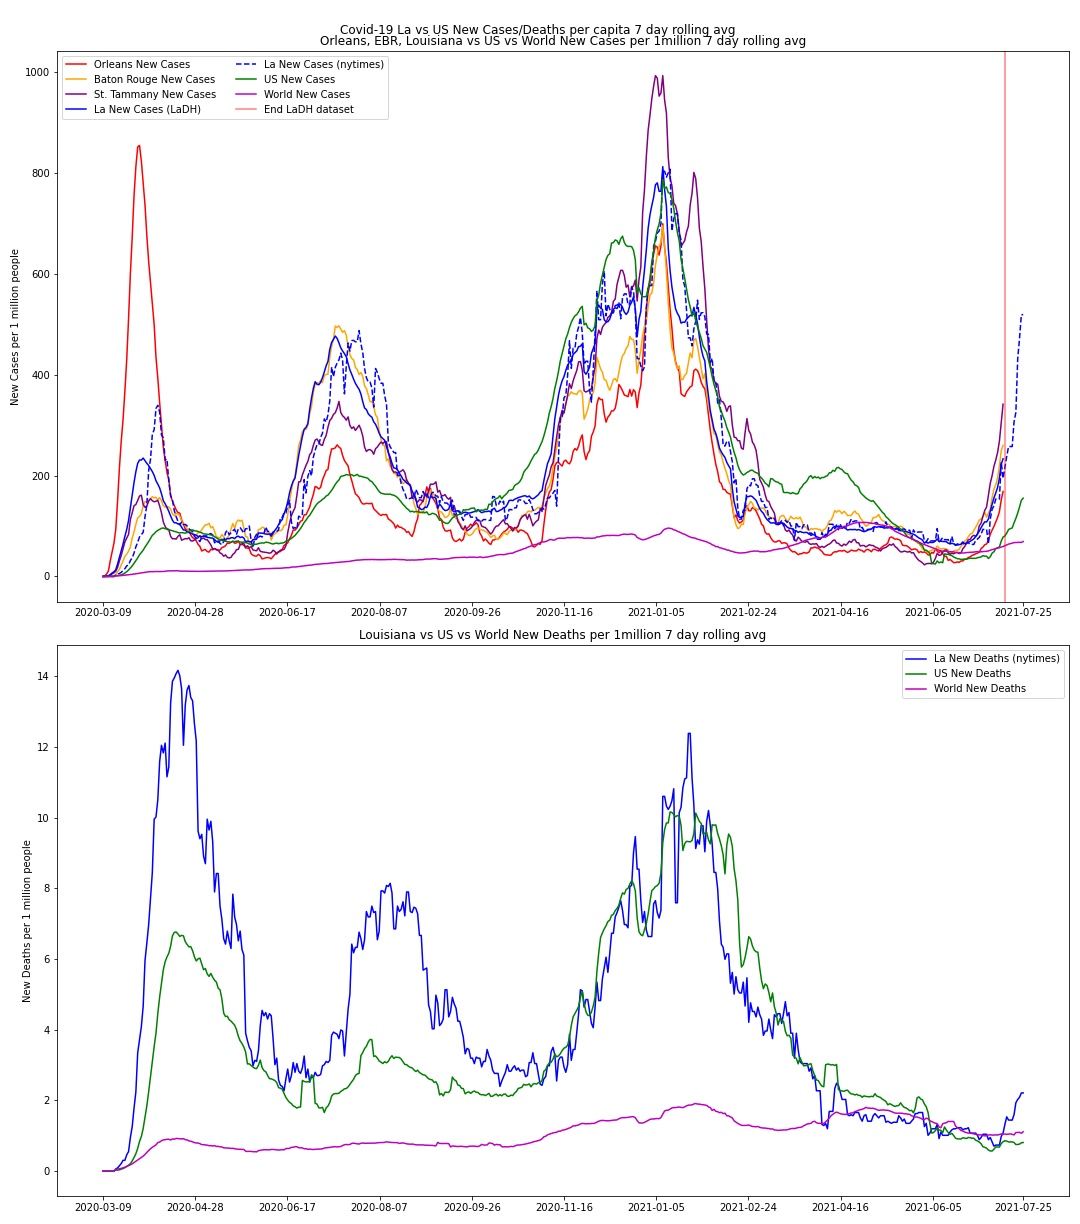 Covid-19 La vs US New Cases/Deaths per capita 7 day rolling avg
Orleans, EBR, Louisiana vs US vs World New Cases per 1million 7 day rolling avg
Orleans New Cases
Baton Rouge New Cases
St. Tammany New Cases
La New Cases (LaDH)
La New Cases (nytimes)
US New Cases
World New Cases
End LaDH dataset
New Cases per 1 million people
1000
800
600
400
200
0
2020-03-09 2020-04-28 2020-06-17 2020-08-07 2020-09-26 2020-11-16 2021-01-05 2021-02-24 2021-04-16 2021-06-05 2021-07-25
Louisiana vs US vs World New Deaths per 1million 7 day rolling avg
La New Deaths (nytimes)
US New Deaths
World New Deaths
New Deaths per 1 million people
14
12
10
8
6
4
2
0
2020-03-09 2020-04-28 2020-06-17 2020-08-07 2020-09-26 2020-11-16 2021-01-05 2021-02-24 2021-04-16 2021-06-05 2021-07-25